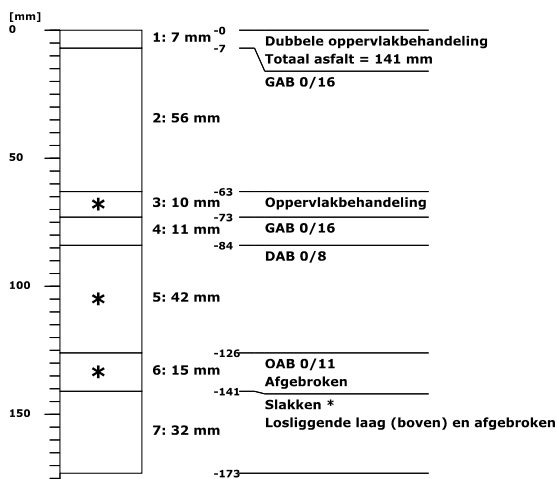 [mm]
0
1: 7 mm
-0
Dubbele oppervlakbehandeling
-7
Totaal asfalt = 141 mm
GAB 0/16
2: 56 mm
50
-63
* 3: 10 mm
Oppervlakbehandeling
-73
4: 11 mm
GAB 0/16
-84
DAB 0/8
100
* 5: 42 mm
-126
OAB 0/11
* 6: 15 mm
Afgebroken
-141
Slakken *
150
Losliggende laag (boven) en afgebroken
7: 32 mm
-173